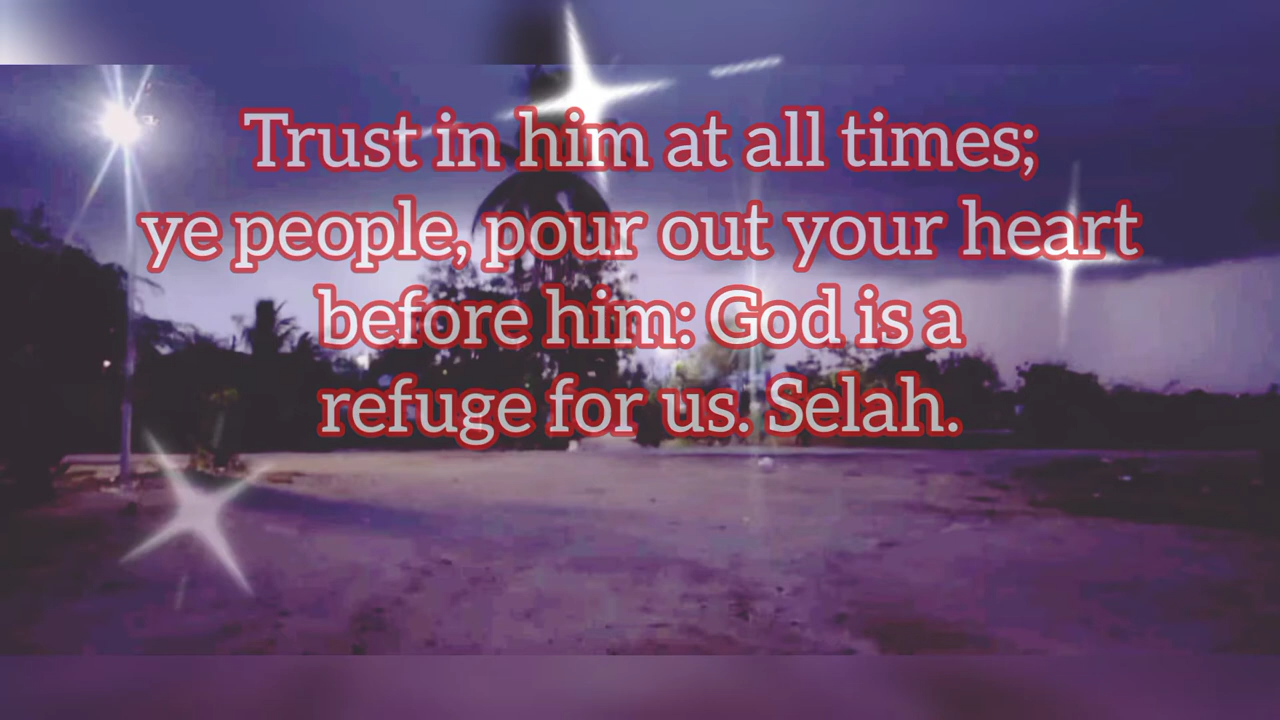 Trust in him at all times;
ye people, pour out your heart
before him: God is a
refuge for us. Selah.